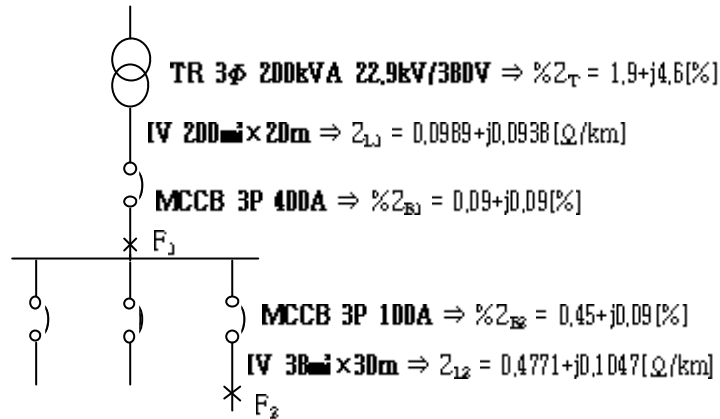 TR 3Φ 200kVA 22,9kV/380V ⇒ %Z_T = 1,9+j4,6[%]
IV 200㎟×20m ⇒ Z_L1 = 0,0989+j0,0938[Ω/km]
MCCB 3P 400A ⇒ %Z_B1 = 0,09+j0,09[%]
F_1
MCCB 3P 100A ⇒ %Z_B2 = 0,45+j0,09[%]
IV 38㎟×30m ⇒ Z_L2 = 0,4771+j0,1047[Ω/km]
F_2